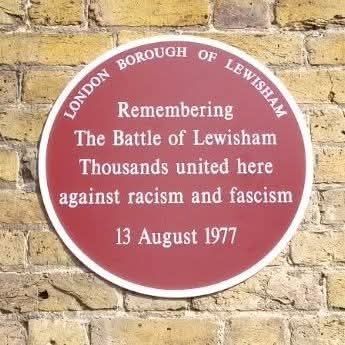 LONDON BOROUGH OF LEWISHAM
Remembering
The Battle of Lewisham
Thousands united here
against racism and fascism
13 August 1977